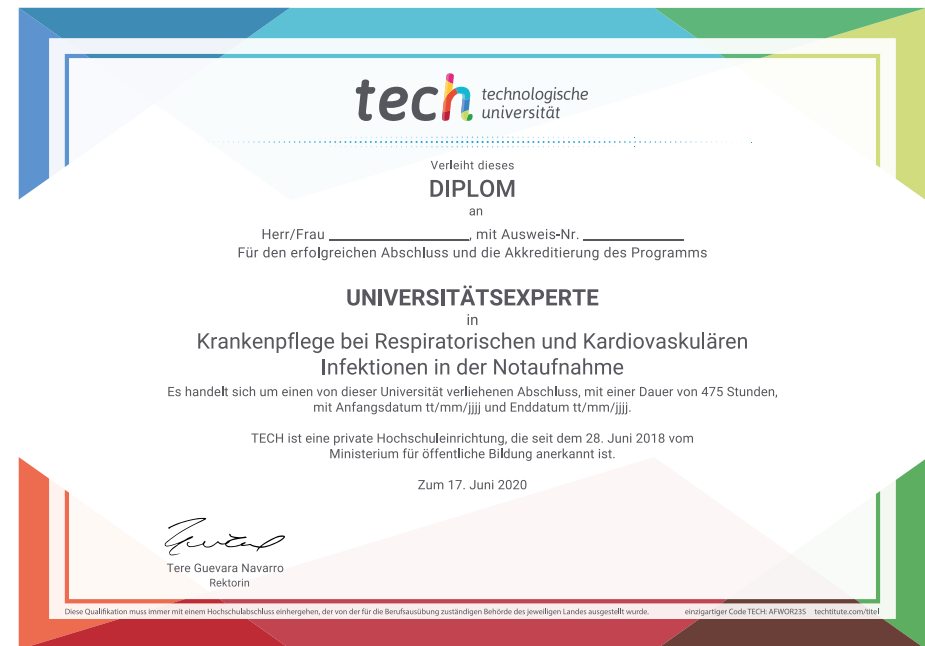 tech technologische
universität
Verleiht dieses
DIPLOM
an
Herr/Frau ____________________, mit Ausweis-Nr. ______________
Für den erfolgreichen Abschluss und die Akkreditierung des Programms
UNIVERSITÄTSEXPERTE
in
Krankenpflege bei Respiratorischen und Kardiovaskulären
Infektionen in der Notaufnahme
Es handelt sich um einen von dieser Universität verliehenen Abschluss, mit einer Dauer von 475 Stunden,
mit Anfangsdatum tt/mm/jjjj und Enddatum tt/mm/jjjj.
TECH ist eine private Hochschuleinrichtung, die seit dem 28. Juni 2018 vom
Ministerium für öffentliche Bildung anerkannt ist.
Zum 17. Juni 2020
Tere Guevara Navarro
Rektorin
Diese Qualifikation muss immer mit einem Hochschulabschluss einhergehen, der von der für die Berufsausübung zuständigen Behörde des jeweiligen Landes ausgestellt wurde. einzigartiger Code TECH: AFWOR23S techtitute.com/titel